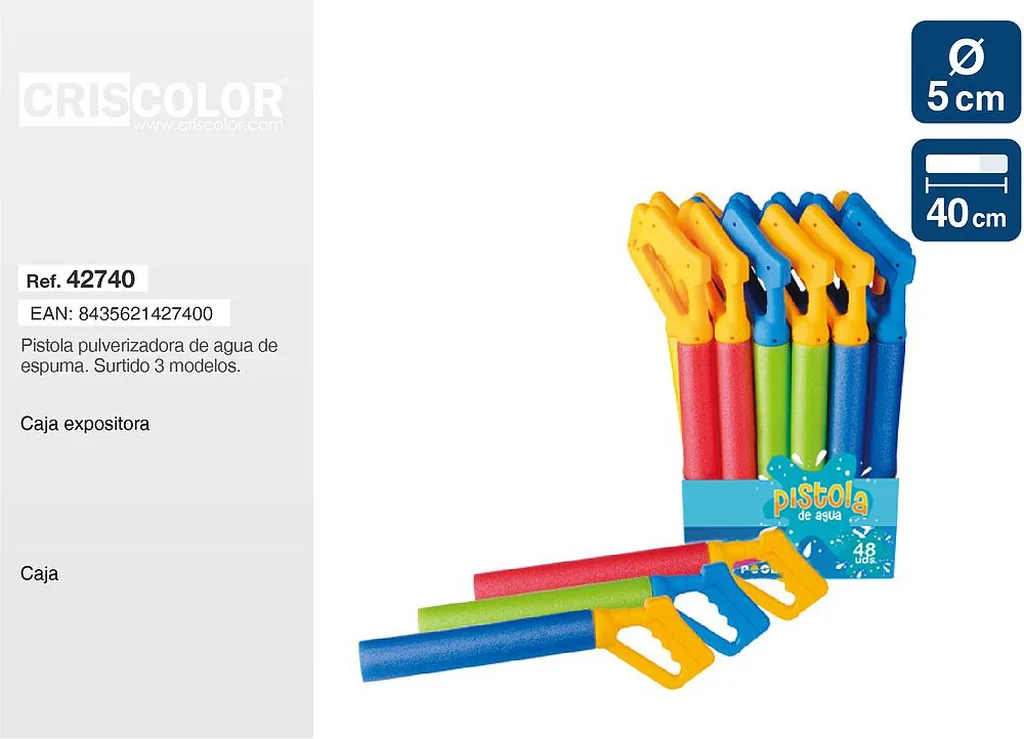 CRISCOLOR®
www.criscolor.com
Ref. 42740
EAN: 8435621427400
Pistola pulverizadora de agua de
espuma. Surtido 3 modelos.
Caja expositora
Caja
Ø
5 cm
40 cm
pistola
de agua
48
uds.